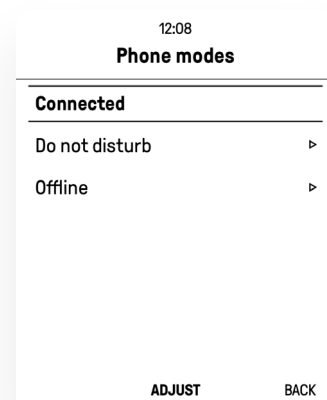 12:08
Phone modes
Connected
Do not disturb
Offline
ADJUST BACK